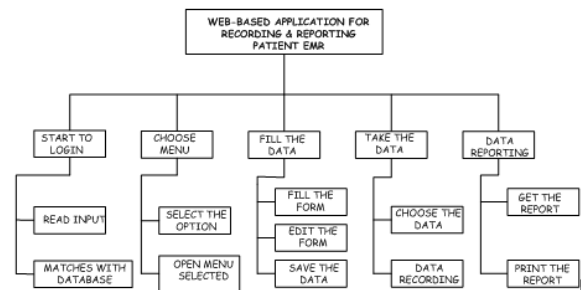 WEB-BASED APPLICATION FOR
RECORDING & REPORTING
PATIENT EMR
START TO
LOGIN
CHOOSE
MENU
FILL THE
DATA
TAKE THE
DATA
DATA
REPORTING
READ INPUT
MATCHES WITH
DATABASE
SELECT THE
OPTION
OPEN MENU
SELECTED
FILL THE
FORM
EDIT THE
FORM
SAVE THE
DATA
CHOOSE THE
DATA
DATA
RECORDING
GET THE
REPORT
PRINT THE
REPORT